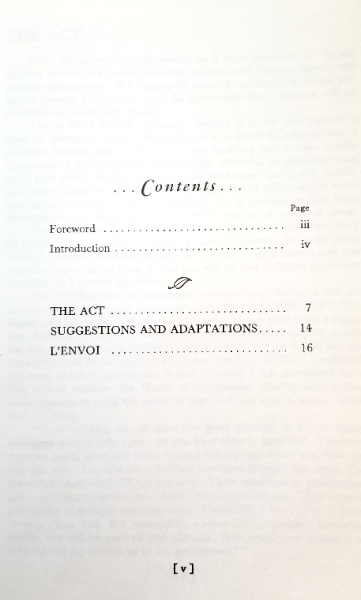 ... Contents ...
Page
Foreword .............................. iii
Introduction ............................ iv
THE ACT .............................. 7
SUGGESTIONS AND ADAPTATIONS..... 14
L'ENVOI .............................. 16
[v]